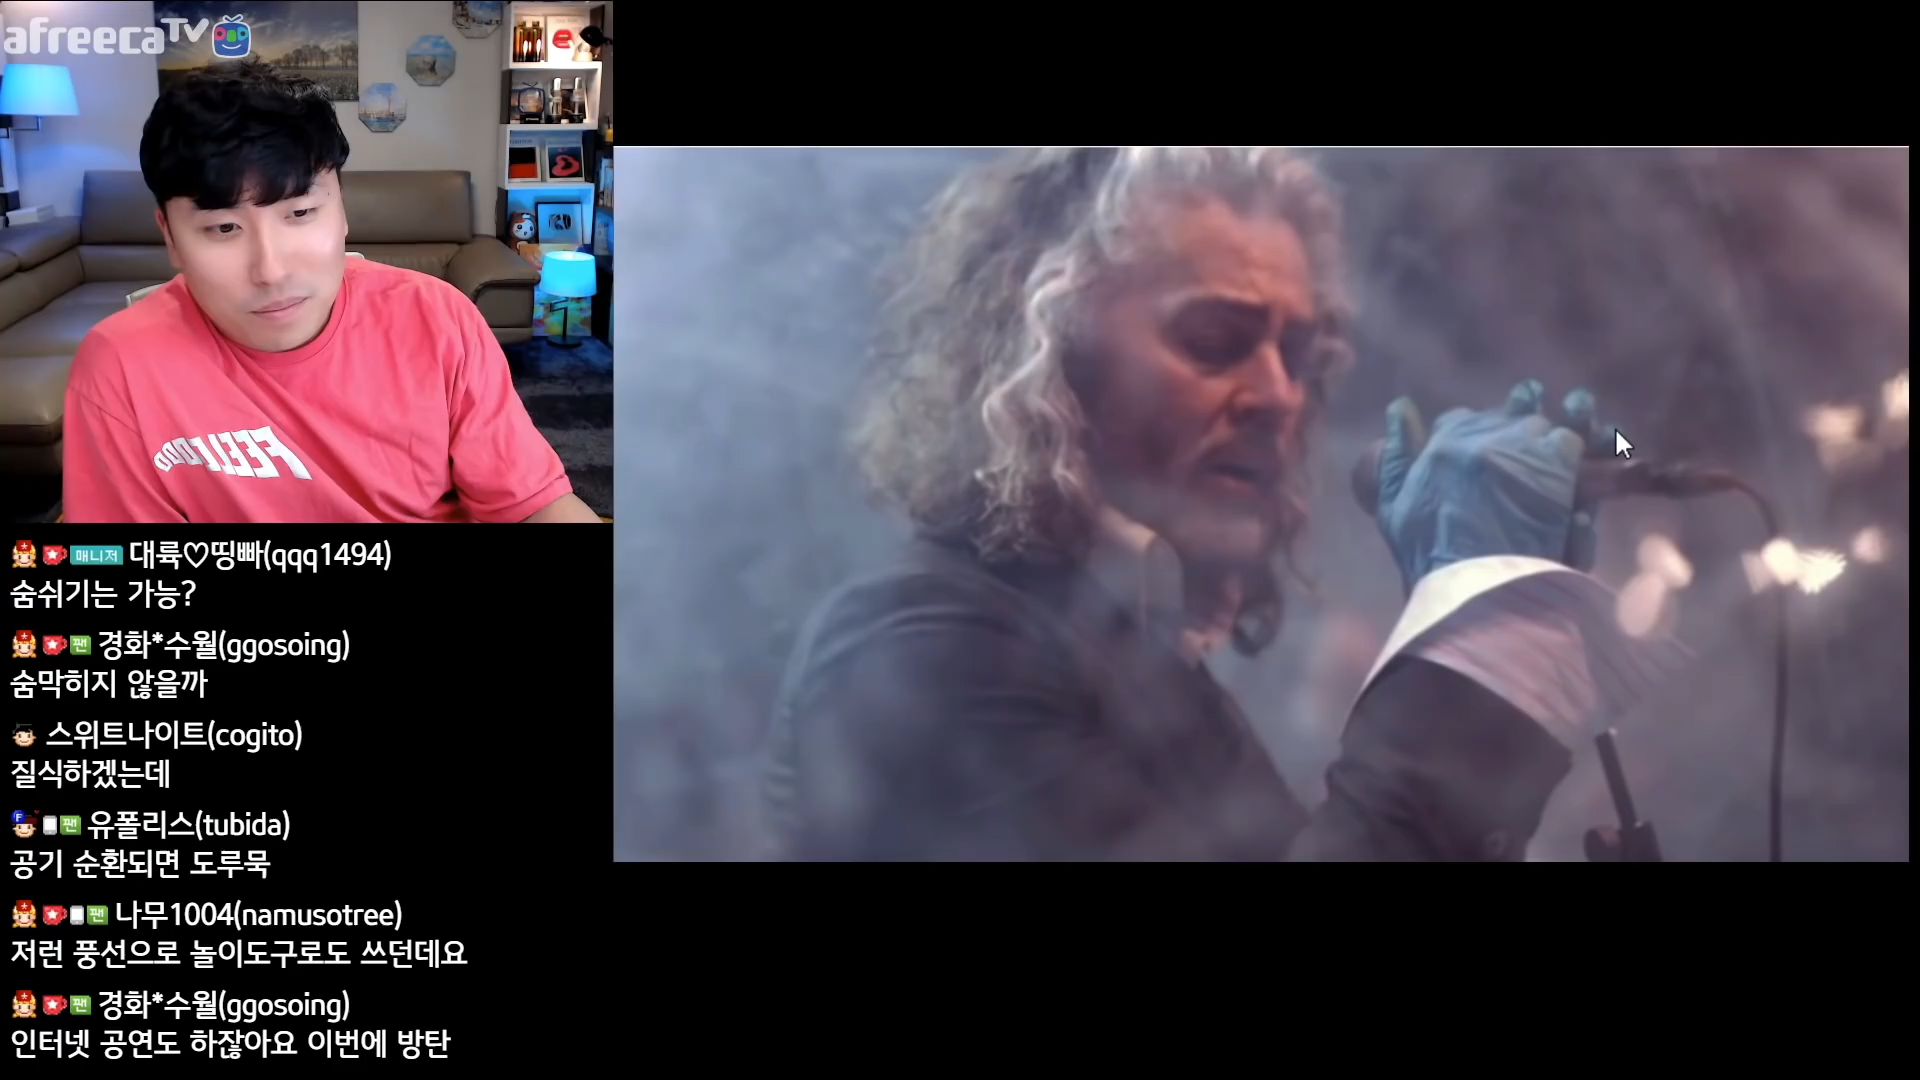 afreecaTV
FEELGOOD
매니저 대륙♡띵빠(qqq1494)
숨쉬기는 가능?
팬 경화*수월(ggosoing)
숨막히지 않을까
스위트나이트(cogito)
질식하겠는데
F 팬 유폴리스(tubida)
공기 순환되면 도루묵
팬 나무1004(namusotree)
저런 풍선으로 놀이도구로도 쓰던데요
팬 경화*수월(ggosoing)
인터넷 공연도 하잖아요 이번에 방탄